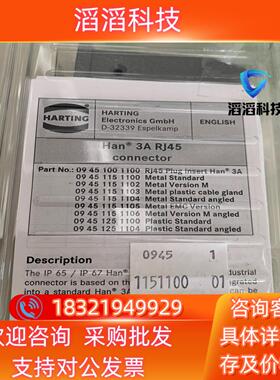 滔滔科技
滔滔科技
HARTING
HARTING
Electronics GmbH
D-32339 Espelkamp
ENGLISH
Han® 3A RJ45
connector
Part No.: 09 45 100 1100 RJ45 Plug Insert Han® 3A
09 45 115 1100 Metal Standard
09 45 115 1102 Metal Version M
09 45 115 1103 metal plastic cable gland
09 45 115 1104 Metal Standard angled
09 45 115 1105 Metal EMC Version
09 45 115 1106 Metal Version M angled
09 45 125 1100 Plastic Standard
09 45 125 1104 Plastic Standard angled
Description:
The IP 65 / IP 67 Han®
connector is based on the
into a standard Han® 3A
0945 1
1151100 01
咨询客服
18321949929
具体详情
欢迎咨询 采购批发
支持对公发票
存及价